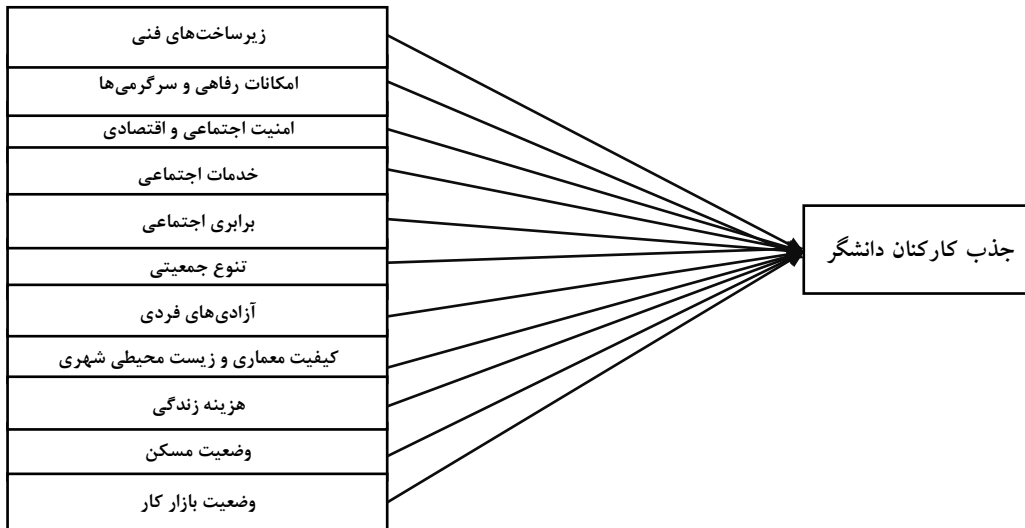 زیرساخت‌های فنی
امکانات رفاهی و سرگرمی‌ها
امنیت اجتماعی و اقتصادی
خدمات اجتماعی
برابری اجتماعی
تنوع جمعیتی
آزادی‌های فردی
کیفیت معماری و زیست محیطی شهری
هزینه زندگی
وضعیت مسکن
وضعیت بازار کار
جذب کارکنان دانشگر